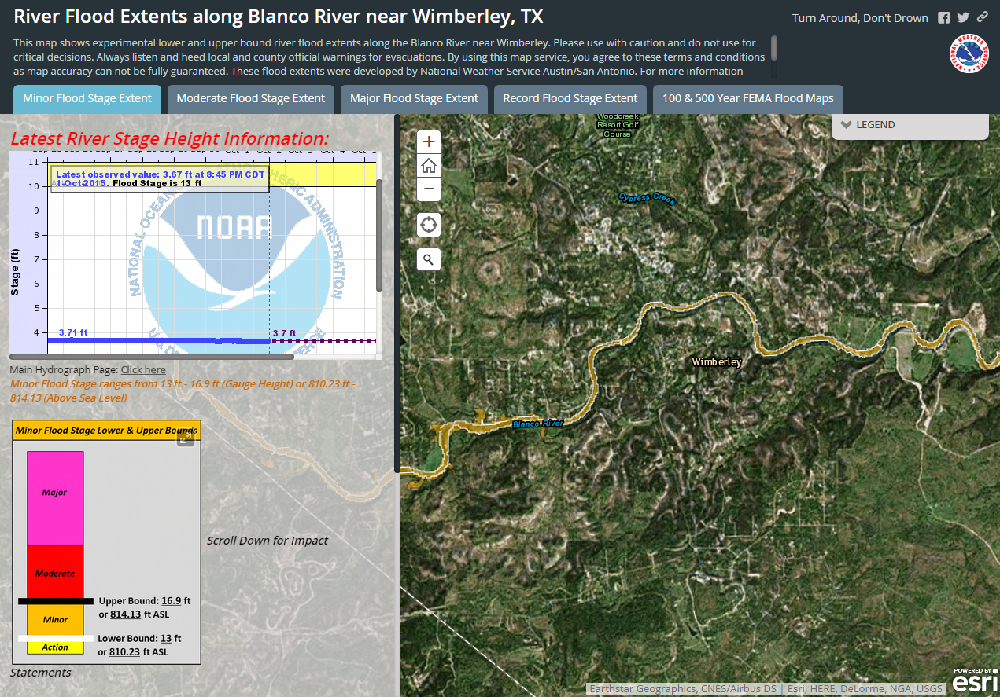 River Flood Extents along Blanco River near Wimberley, TX
Turn Around, Don't Drown
This map shows experimental lower and upper bound river flood extents along the Blanco River near Wimberley. Please use with caution and do not use for
critical decisions. Always listen and heed local and county official warnings for evacuations. By using this map service, you agree to these terms and conditions
as map accuracy can not be fully guaranteed. These flood extents were developed by National Weather Service Austin/San Antonio. For more information
NATIONAL WEATHER SERVICE
Minor Flood Stage Extent
Moderate Flood Stage Extent
Major Flood Stage Extent
Record Flood Stage Extent
100 & 500 Year FEMA Flood Maps
Latest River Stage Height Information:
11
10
9
8
7
6
5
4
Stage (ft)
Latest observed value: 3.67 ft at 8:45 PM CDT
1-Oct-2015. Flood Stage is 13 ft
NOAA
3.71 ft
3.7 ft
Main Hydrograph Page: Click here
Minor Flood Stage ranges from 13 ft - 16.9 ft (Gauge Height) or 810.23 ft -
814.13 (Above Sea Level)
Minor Flood Stage Lower & Upper Bounds
Major
Moderate
Minor
Action
Upper Bound: 16.9 ft
or 814.13 ft ASL
Lower Bound: 13 ft
or 810.23 ft ASL
Scroll Down for Impact
Statements
LEGEND
Woodcreek
Resort Golf
Course
Cypress Creek
Wimberley
Blanco River
Earthstar Geographics, CNES/Airbus DS | Esri, HERE, DeLorme, NGA, USGS
POWERED BY
esri